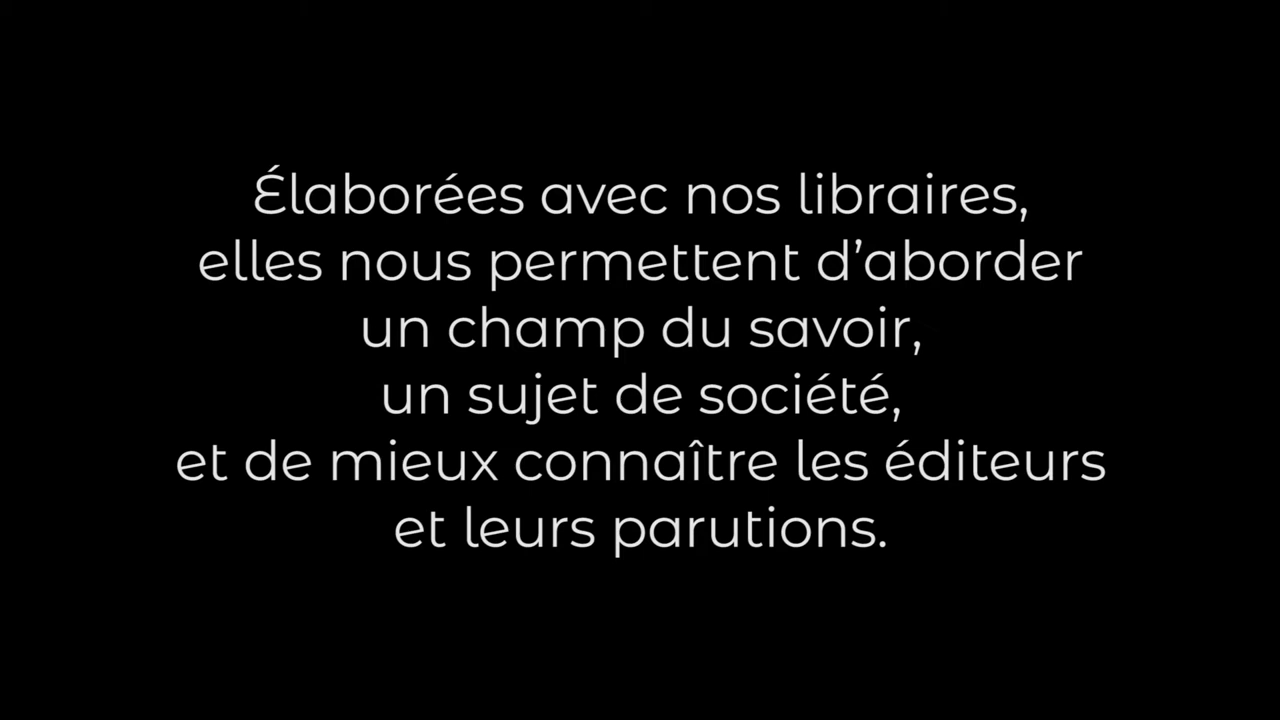 Élaborées avec nos libraires,
elles nous permettent d’aborder
un champ du savoir,
un sujet de société,
et de mieux connaître les éditeurs
et leurs parutions.